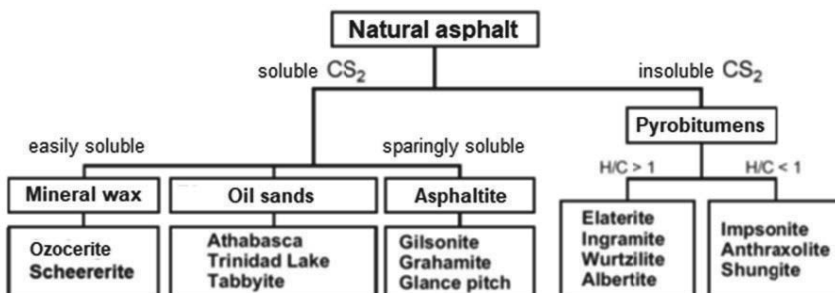 Natural asphalt
soluble CS₂
insoluble CS₂
Pyrobitumens
easily soluble
sparingly soluble
H/C > 1
H/C < 1
Mineral wax
Oil sands
Asphaltite
Ozocerite
Scheererite
Athabasca
Trinidad Lake
Tabbyite
Gilsonite
Grahamite
Glance pitch
Elaterite
Ingramite
Wurtzilite
Albertite
Impsonite
Anthraxolite
Shungite